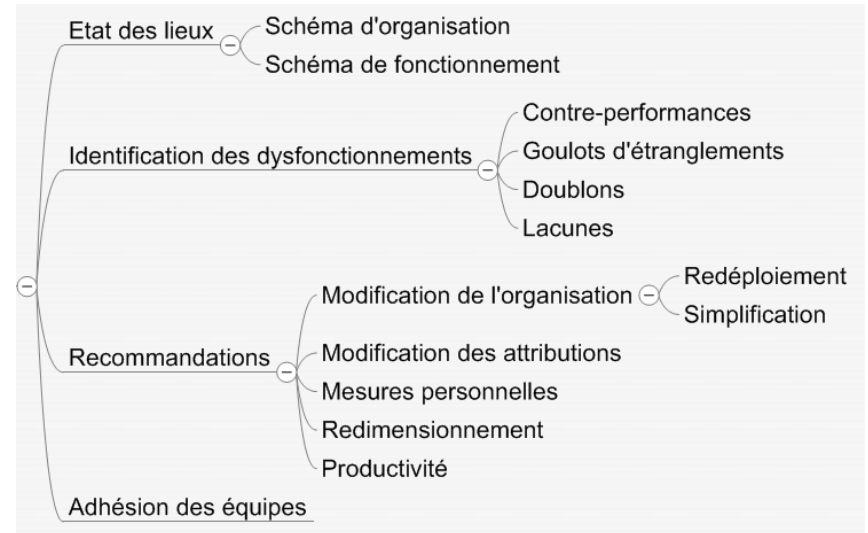 Etat des lieux
Schéma d'organisation
Schéma de fonctionnement
Identification des dysfonctionnements
Contre-performances
Goulots d'étranglements
Doublons
Lacunes
Recommandations
Modification de l'organisation
Redéploiement
Simplification
Modification des attributions
Mesures personnelles
Redimensionnement
Productivité
Adhésion des équipes